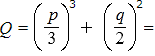 Q = (p/3)³ + (q/2)² =